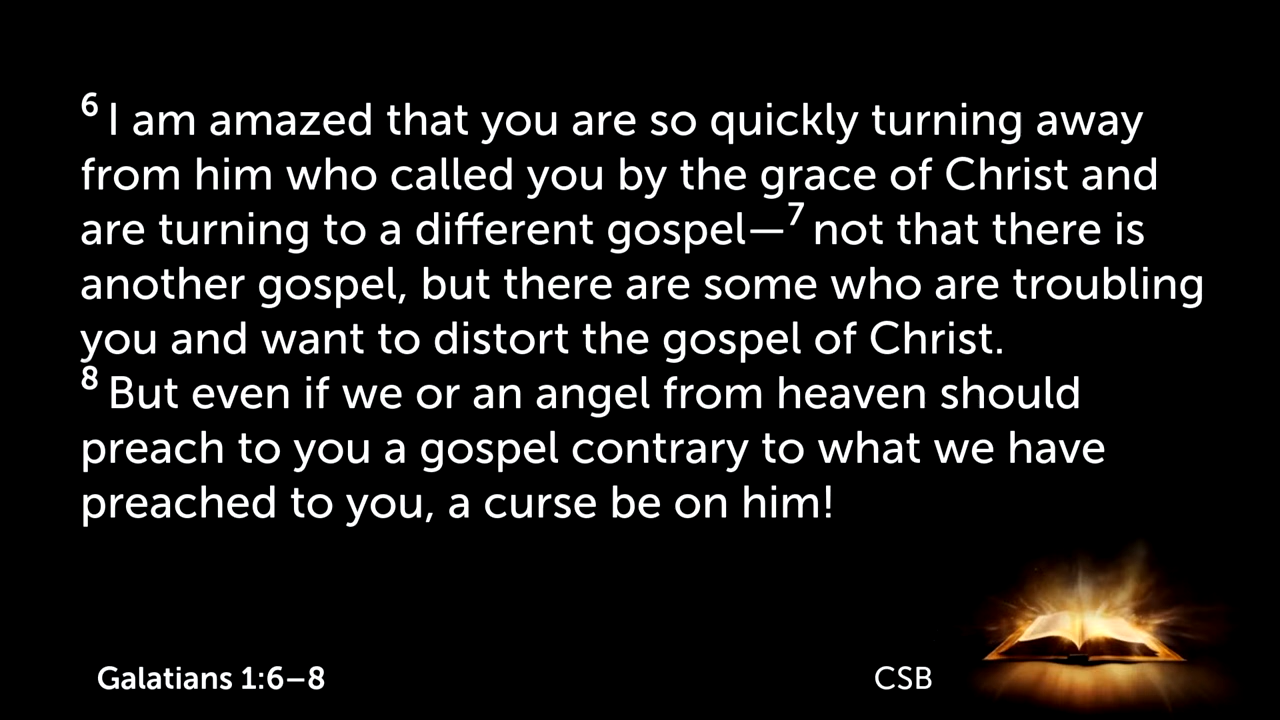 6 I am amazed that you are so quickly turning away
from him who called you by the grace of Christ and
are turning to a different gospel—7 not that there is
another gospel, but there are some who are troubling
you and want to distort the gospel of Christ.
8 But even if we or an angel from heaven should
preach to you a gospel contrary to what we have
preached to you, a curse be on him!
Galatians 1:6–8 CSB